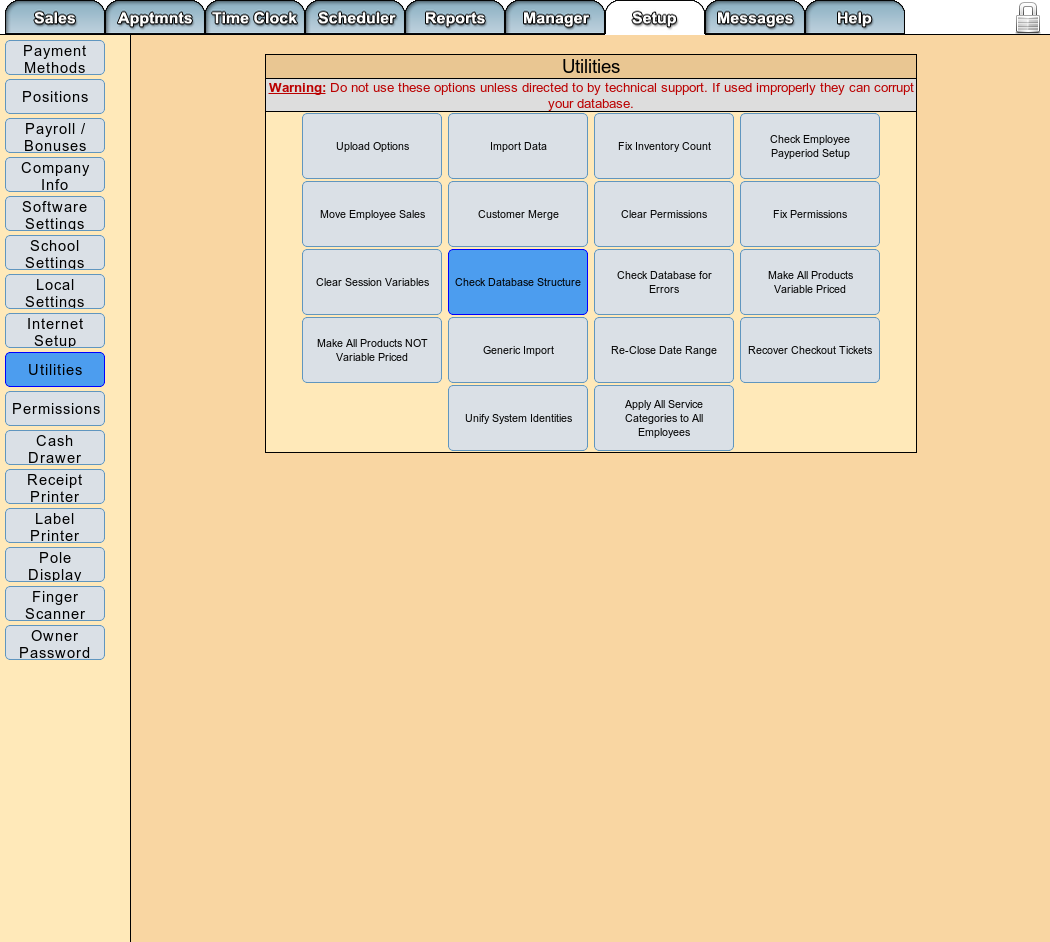 Sales Apptmnts Time Clock Scheduler Reports Manager Setup Messages Help
Payment
Methods
Positions
Payroll /
Bonuses
Company
Info
Software
Settings
School
Settings
Local
Settings
Internet
Setup
Utilities
Permissions
Cash
Drawer
Receipt
Printer
Label
Printer
Pole
Display
Finger
Scanner
Owner
Password
Utilities
Warning: Do not use these options unless directed to by technical support. If used improperly they can corrupt
your database.
Upload Options
Import Data
Fix Inventory Count
Check Employee
Payperiod Setup
Move Employee Sales
Customer Merge
Clear Permissions
Fix Permissions
Clear Session Variables
Check Database Structure
Check Database for
Errors
Make All Products
Variable Priced
Make All Products NOT
Variable Priced
Generic Import
Re-Close Date Range
Recover Checkout Tickets
Unify System Identities
Apply All Service
Categories to All
Employees